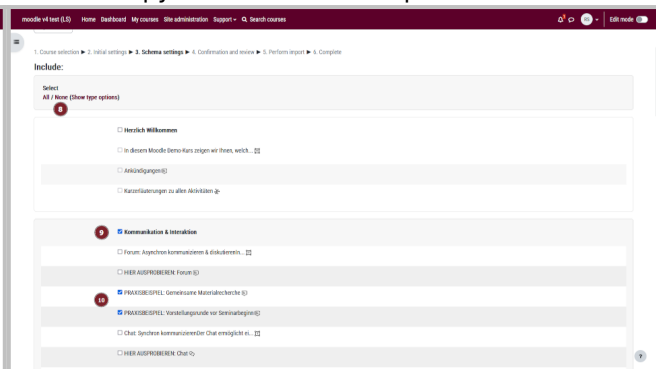 moodle v4 test (LS) Home Dashboard My courses Site administration Support Search courses Edit mode
1. Course selection ► 2. Initial settings ► 3. Schema settings ► 4. Confirmation and review ► 5. Perform import ► 6. Complete
Include:
Select
All / None (Show type options)
8
Herzlich Willkommen
In diesem Moodle Demo-Kurs zeigen wir Ihnen, welch...
Ankündigungen
Kurzerläuterungen zu allen Aktivitäten
9
Kommunikation & Interaktion
Forum: Asynchron kommunizieren & diskutierenIn...
HIER AUSPROBIEREN: Forum
10
PRAXISBEISPIEL: Gemeinsame Materialrecherche
PRAXISBEISPIEL: Vorstellungsrunde vor Seminarbeginn
Chat: Synchron kommunizierenDer Chat ermöglicht ei...
HIER AUSPROBIEREN: Chat
?